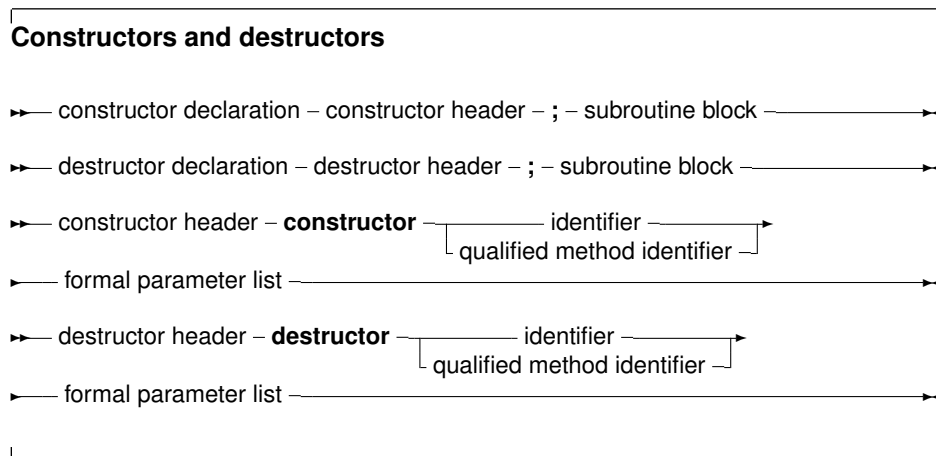 Constructors and destructors
constructor declaration – constructor header – ; – subroutine block –
destructor declaration – destructor header – ; – subroutine block –
constructor header – constructor – identifier –
qualified method identifier –
formal parameter list –
destructor header – destructor – identifier –
qualified method identifier –
formal parameter list –